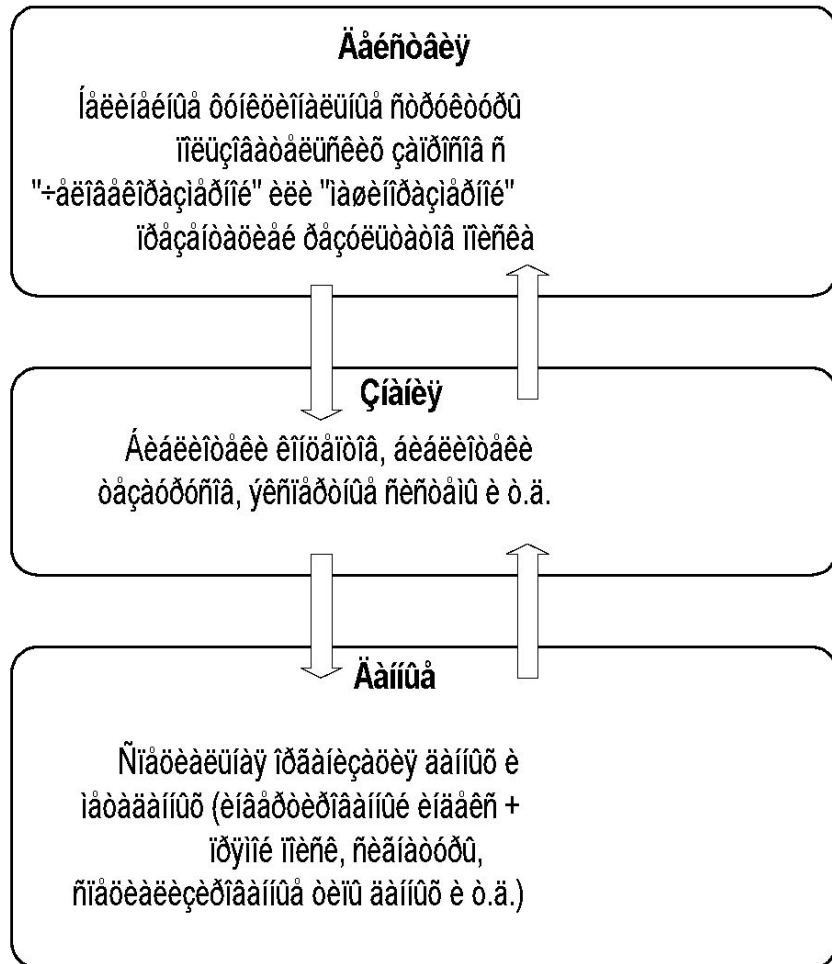 Äåéñòâèÿ
Íåëèíåéíûå ôóíêöèîíàëüíûå ñòðóêòóðû
ïîëüçîâàòåëüñêèõ çàïðîñîâ ñ
"÷åëîâåêîðàçìåðíîé" èëè "ìàøèíîðàçìåðíîé"
ïðåçåíòàöèåé ðåçóëüòàòîâ ïîèñêà
Çíàíèÿ
Áèáëèîòåêè êîíöåïòîâ, áèáëèîòåêè
òåçàóðóñîâ, ýêñïåðòíûå ñèñòåìû è ò.ä.
Äàííûå
Ñïåöèàëüíàÿ îðãàíèçàöèÿ äàííûõ è
ìåòàäàííûõ (èíâåðòèðîâàííûé èíäåêñ +
ïðÿìîé ïîèñê, ñèãíàòóðû,
ñïåöèàëèçèðîâàííûå òèïû äàííûõ è ò.ä.)